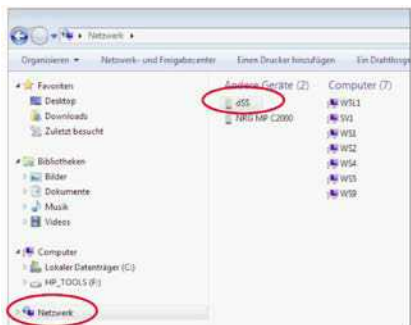 Netzwerk
Organisieren Netzwerk- und Freigabecenter Einen Drucker hinzufügen Ein
Favoriten
Desktop
Downloads
Zuletzt besucht
Bibliotheken
Bilder
Dokumente
Musik
Videos
Computer
Lokaler Datenträger (C:)
HP_TOOLS (F:)
Netzwerk
Andere Geräte (2)
dSS
NRG MP C2000
Computer (7)
WSL1
SV1
WS1
WS2
WS4
WS5
WS9